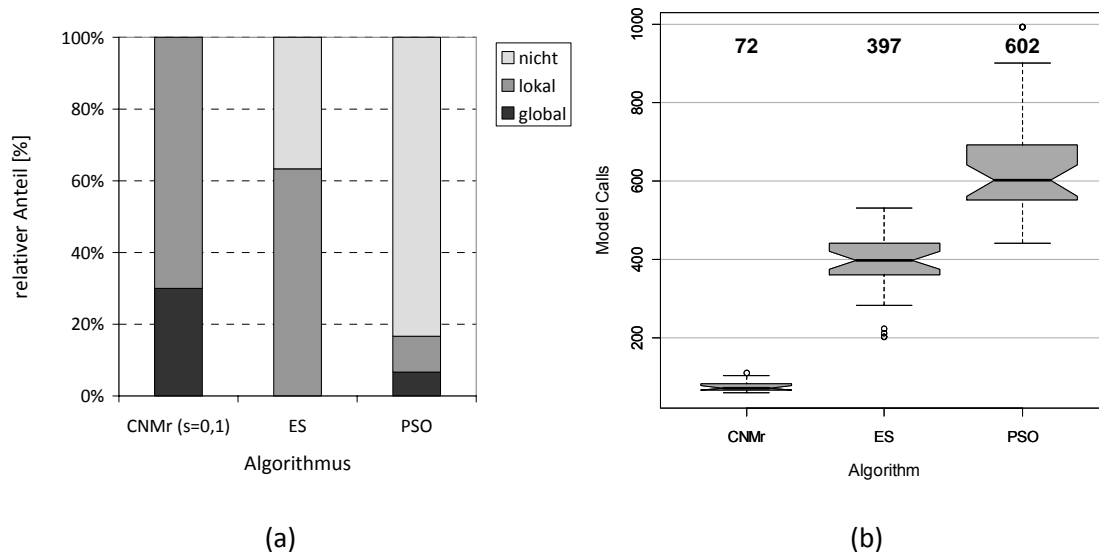 100%
80%
60%
40%
20%
0%
relativer Anteil [%]
CNMr (s=0,1)
ES
PSO
Algorithmus
nicht
lokal
global
(a)
1000
800
600
400
200
Model Calls
72
397
602
CNMr
ES
PSO
Algorithm
(b)